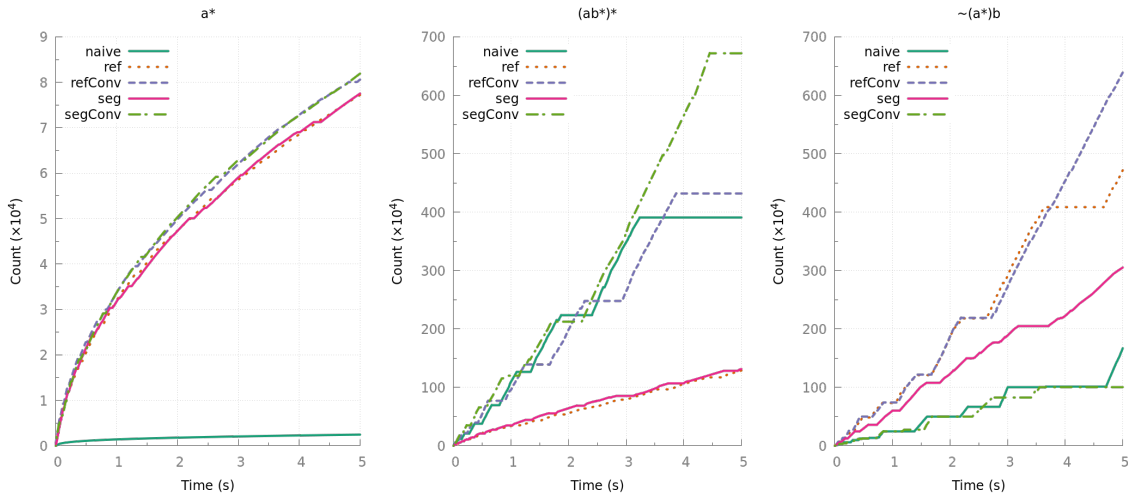 a*
9
8
7
6
5
4
3
2
1
0
Count (×10⁴)
naive
ref
refConv
seg
segConv
0 1 2 3 4 5
Time (s)
(ab*)*
700
600
500
400
300
200
100
0
Count (×10⁴)
naive
ref
refConv
seg
segConv
0 1 2 3 4 5
Time (s)
~(a*)b
700
600
500
400
300
200
100
0
Count (×10⁴)
naive
ref
refConv
seg
segConv
0 1 2 3 4 5
Time (s)